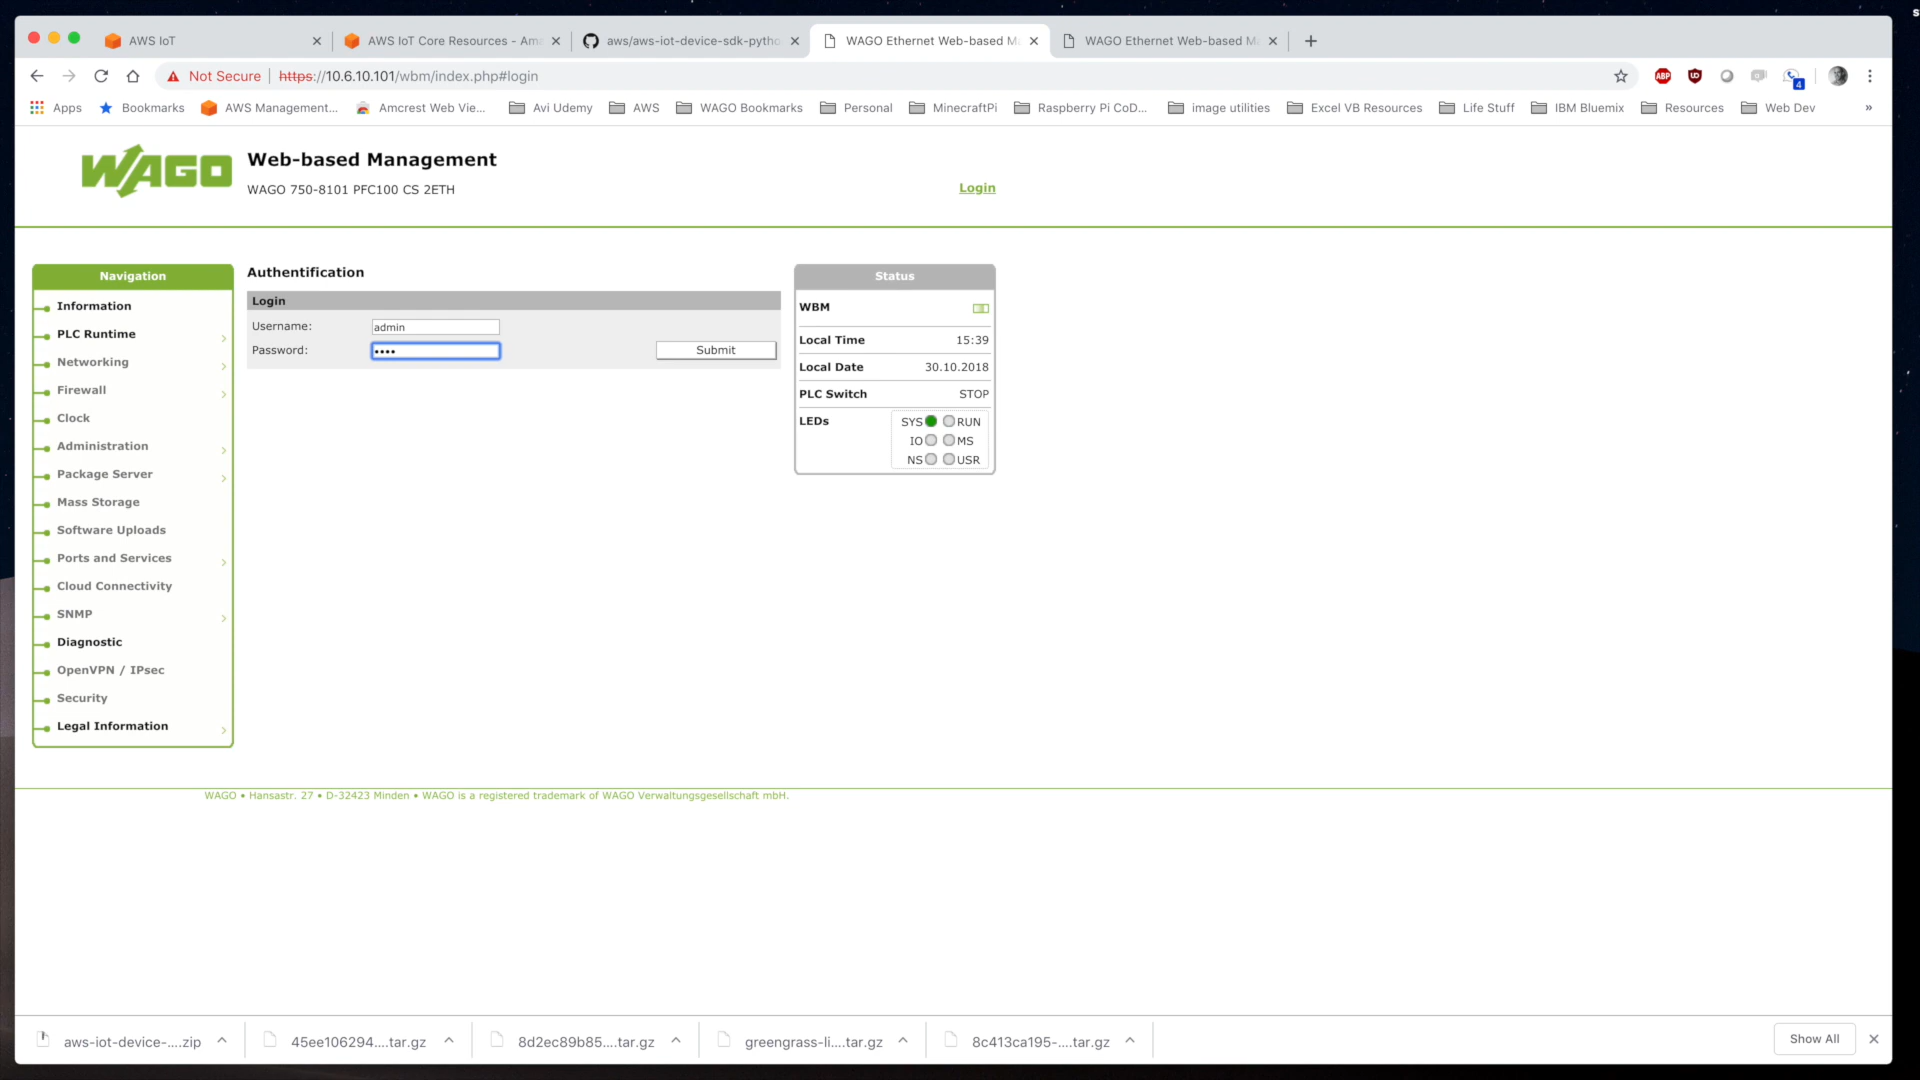 AWS IoT
AWS IoT Core Resources - Ama
aws/aws-iot-device-sdk-pytho
WAGO Ethernet Web-based M
WAGO Ethernet Web-based M
Not Secure | https://10.6.10.101/wbm/index.php#login
ABP
4
Apps
Bookmarks
AWS Management...
Amcrest Web Vie...
Avi Udemy
AWS
WAGO Bookmarks
Personal
MinecraftPi
Raspberry Pi CoD...
image utilities
Excel VB Resources
Life Stuff
IBM Bluemix
Resources
Web Dev
»
WAGO
Web-based Management
WAGO 750-8101 PFC100 CS 2ETH
Login
Navigation
Information
PLC Runtime
Networking
Firewall
Clock
Administration
Package Server
Mass Storage
Software Uploads
Ports and Services
Cloud Connectivity
SNMP
Diagnostic
OpenVPN / IPsec
Security
Legal Information
Authentification
Login
Username: admin
Password: ••••
Submit
Status
WBM
Local Time 15:39
Local Date 30.10.2018
PLC Switch STOP
LEDs
SYS RUN
IO MS
NS USR
WAGO • Hansastr. 27 • D-32423 Minden • WAGO is a registered trademark of WAGO Verwaltungsgesellschaft mbH.
aws-iot-device-....zip
45ee106294....tar.gz
8d2ec89b85....tar.gz
greengrass-li....tar.gz
8c413ca195-....tar.gz
Show All